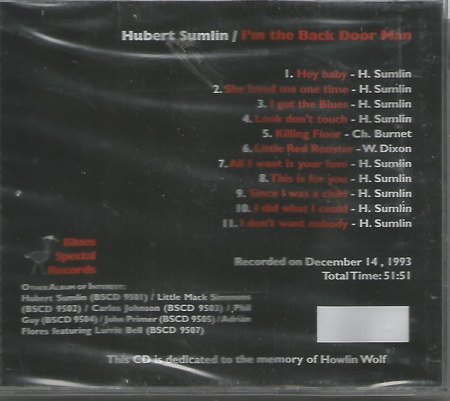 Hubert Sumlin / I'm the Back Door Man
1. Hey baby - H. Sumlin
2. She loved me one time - H. Sumlin
3. I got the Blues - H. Sumlin
4. Look don't touch - H. Sumlin
5. Killing Floor - Ch. Burnet
6. Little Red Rooster - W. Dixon
7. All I want is your love - H. Sumlin
8. This is for you - H. Sumlin
9. Since I was a child - H. Sumlin
10. I did what I could - H. Sumlin
11. I don't want nobody - H. Sumlin
Blues
Special
Records
Recorded on December 14 , 1993
Total Time: 51:51
Other Album of Interest:
Hubert Sumlin (BSCD 9501) / Little Mack Simmons
(BSCD 9502) / Carlos Johnson (BSCD 9503) / Phil
Guy (BSCD 9504) / John Primer (BSCD 9505) / Adrian
Flores featuring Lurrie Bell (BSCD 9507)
This CD is dedicated to the memory of Howlin Wolf